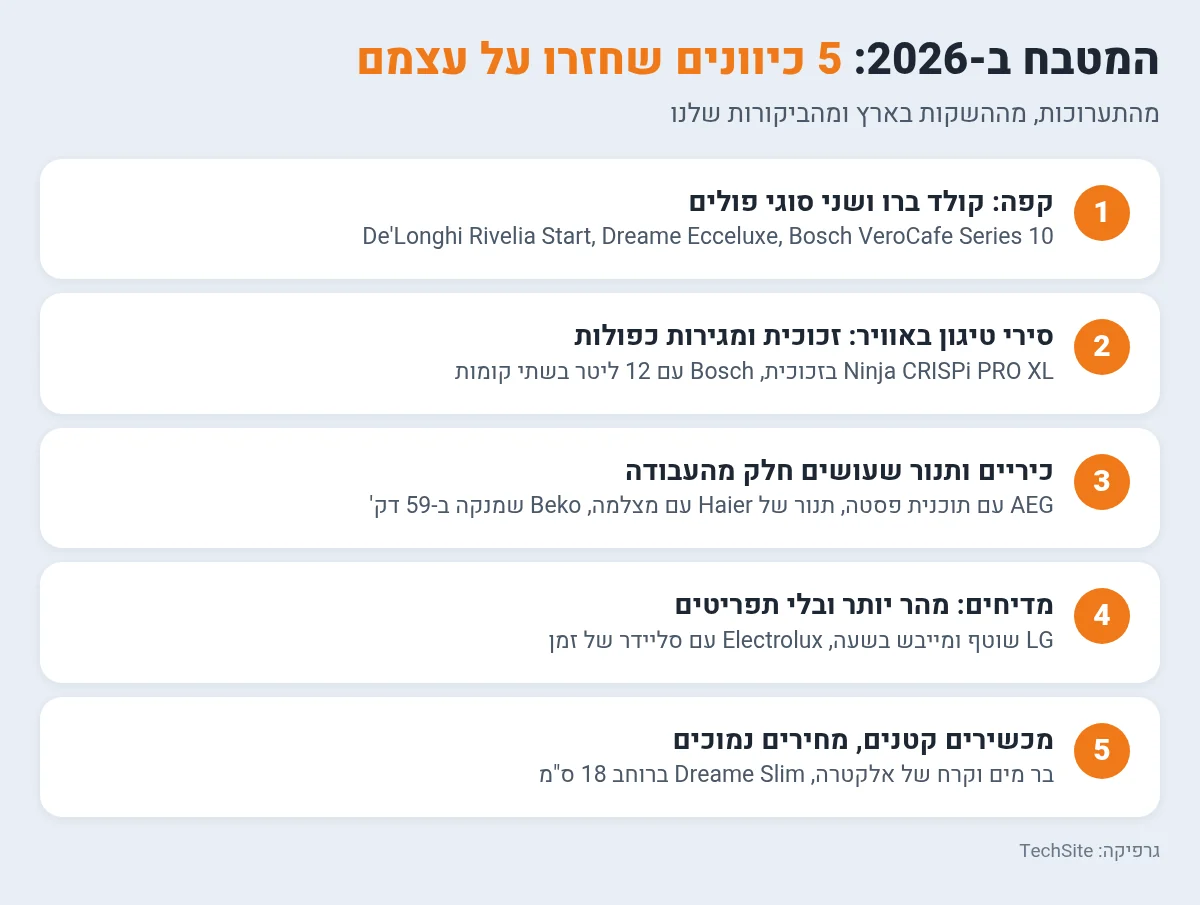 המטבח ב-2026: 5 כיוונים שחזרו על עצמם
מהתערוכות, מההשקות בארץ ומהביקורות שלנו
1
קפה: קולד ברו ושני סוגי פולים
De'Longhi Rivelia Start, Dreame Ecceluxe, Bosch VeroCafe Series 10
2
סירי טיגון באוויר: זכוכית ומגירות כפולות
Ninja CRISPi PRO XL בזכוכית, Bosch עם 12 ליטר בשתי קומות
3
כיריים ותנור שעושים חלק מהעבודה
AEG עם תוכנית פסטה, תנור של Haier עם מצלמה, Beko שמנקה ב-59 דק'
4
מדיחים: מהר יותר ובלי תפריטים
LG שוטף ומייבש בשעה, Electrolux עם סליידר של זמן
5
מכשירים קטנים, מחירים נמוכים
בר מים וקרח של אלקטרה, Dreame Slim ברוחב 18 ס"מ
גרפיקה: TechSite